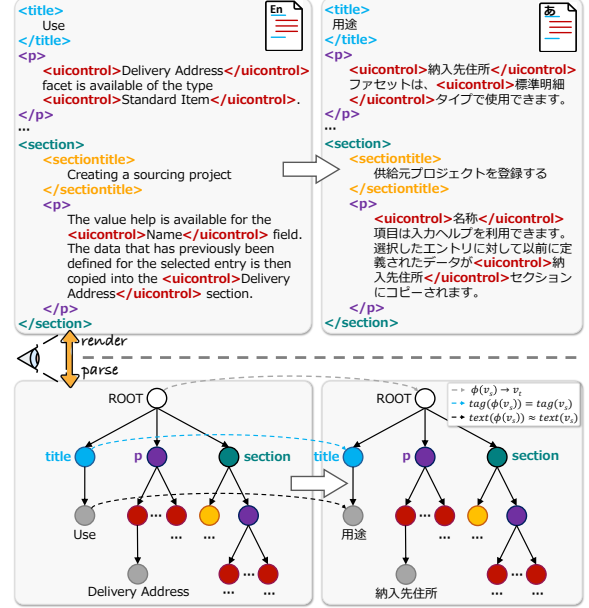 <title>
Use
</title>
<p>
<uicontrol>Delivery Address</uicontrol>
facet is available of the type
<uicontrol>Standard Item</uicontrol>.
</p>
...
<section>
<sectiontitle>
Creating a sourcing project
</sectiontitle>
<p>
The value help is available for the
<uicontrol>Name</uicontrol> field.
The data that has previously been
defined for the selected entry is then
copied into the <uicontrol>Delivery
Address</uicontrol> section.
</p>
</section>
En
<title>
用途
</title>
<p>
<uicontrol>納入先住所</uicontrol>
ファセットは、<uicontrol>標準明細
</uicontrol>タイプで使用できます。
</p>
...
<section>
<sectiontitle>
供給元プロジェクトを登録する
</sectiontitle>
<p>
<uicontrol>名称</uicontrol>
項目は入力ヘルプを利用できます。
選択したエントリに対して以前に定
義されたデータが<uicontrol>納
入先住所</uicontrol>セクション
にコピーされます。
</p>
</section>
あ
render
parse
ROOT
title
p
section
Use
...
...
...
...
Delivery Address
...
...
...
ROOT
title
p
section
用途
...
...
...
...
納入先住所
...
...
...
ϕ(v_s) → v_t
tag(ϕ(v_s)) = tag(v_s)
text(ϕ(v_s)) ≈ text(v_s)